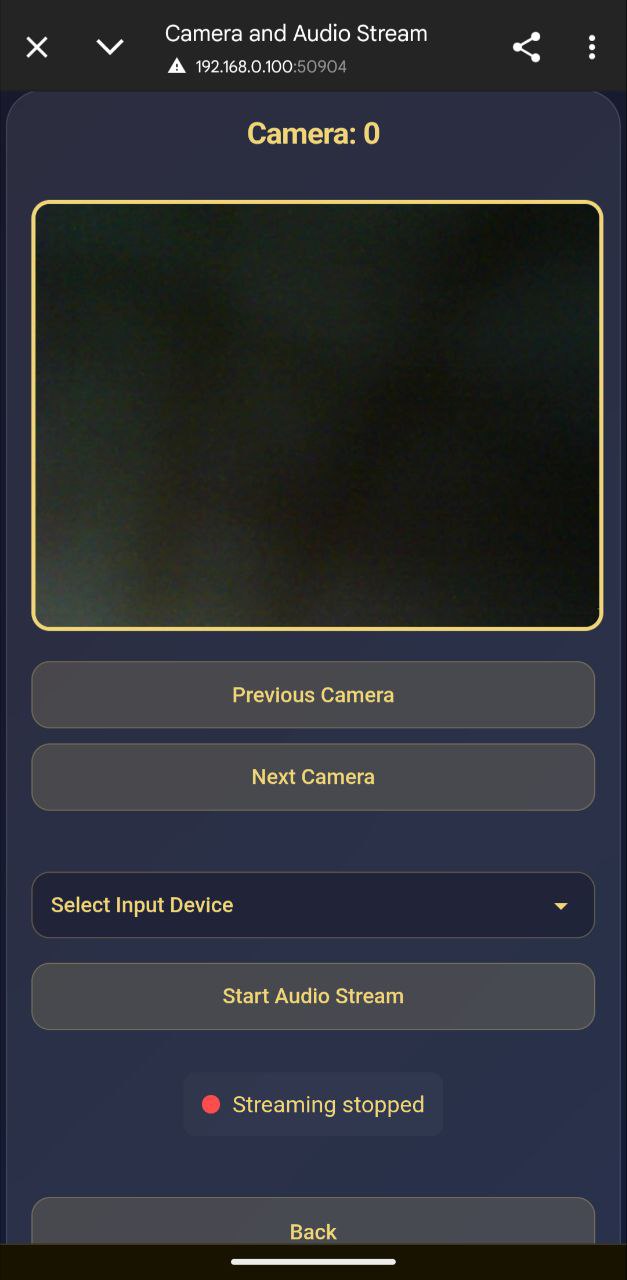 Camera and Audio Stream
192.168.0.100:50904
Camera: 0
Previous Camera
Next Camera
Select Input Device
Start Audio Stream
Streaming stopped
Back